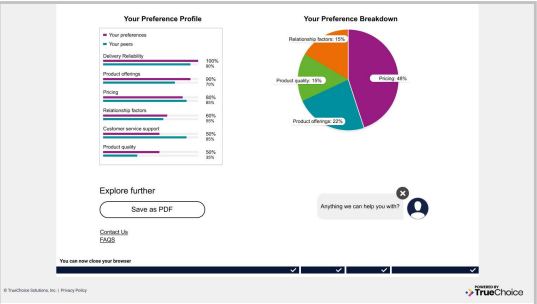 Your Preference Profile
Your preferences
Your peers
Delivery Reliability
100%
90%
Product offerings
90%
70%
Pricing
80%
85%
Relationship factors
60%
55%
Customer service support
50%
85%
Product quality
50%
35%
Your Preference Breakdown
Relationship factors: 15%
Product quality: 15%
Pricing: 48%
Product offerings: 22%
Explore further
Save as PDF
Contact Us
FAQS
Anything we can help you with?
You can now close your browser
© TrueChoice Solutions, Inc. | Privacy Policy
POWERED BY
TrueChoice